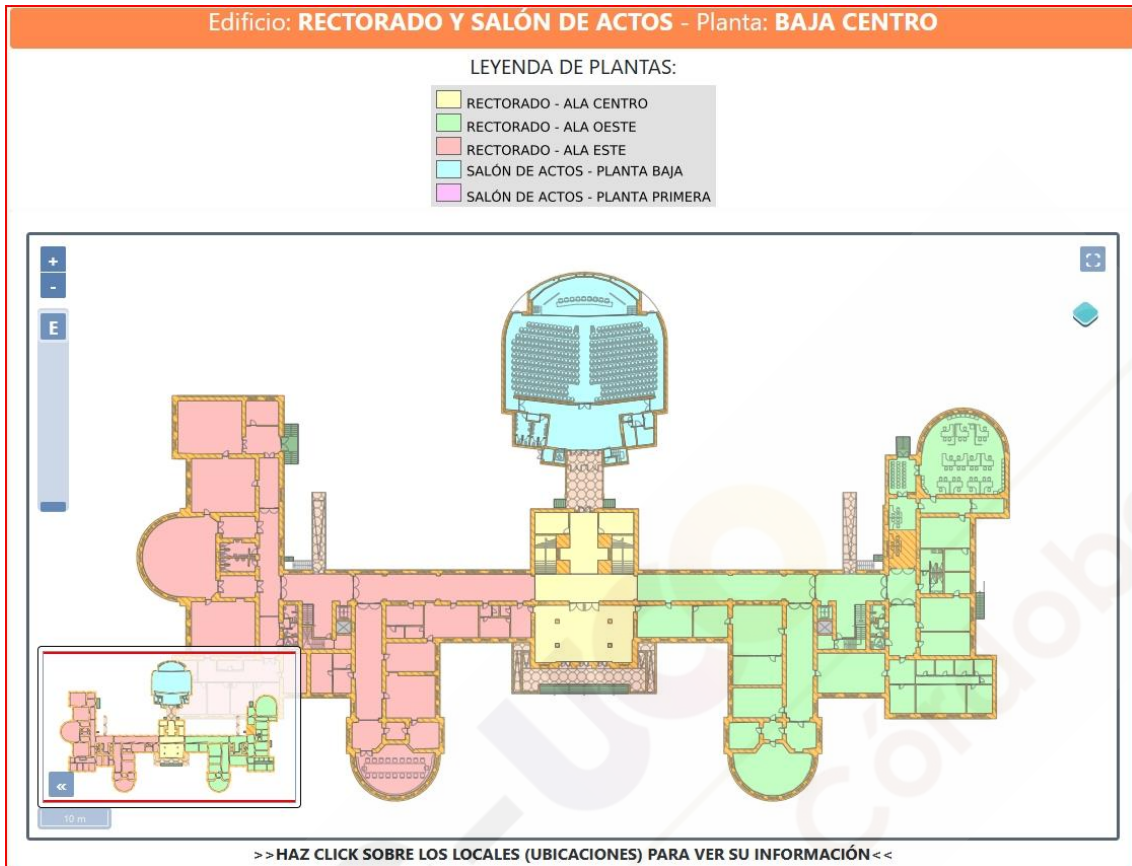 Edificio: RECTORADO Y SALÓN DE ACTOS - Planta: BAJA CENTRO
LEYENDA DE PLANTAS:
RECTORADO - ALA CENTRO
RECTORADO - ALA OESTE
RECTORADO - ALA ESTE
SALÓN DE ACTOS - PLANTA BAJA
SALÓN DE ACTOS - PLANTA PRIMERA
+
-
E
«
10 m
>>HAZ CLICK SOBRE LOS LOCALES (UBICACIONES) PARA VER SU INFORMACIÓN<<